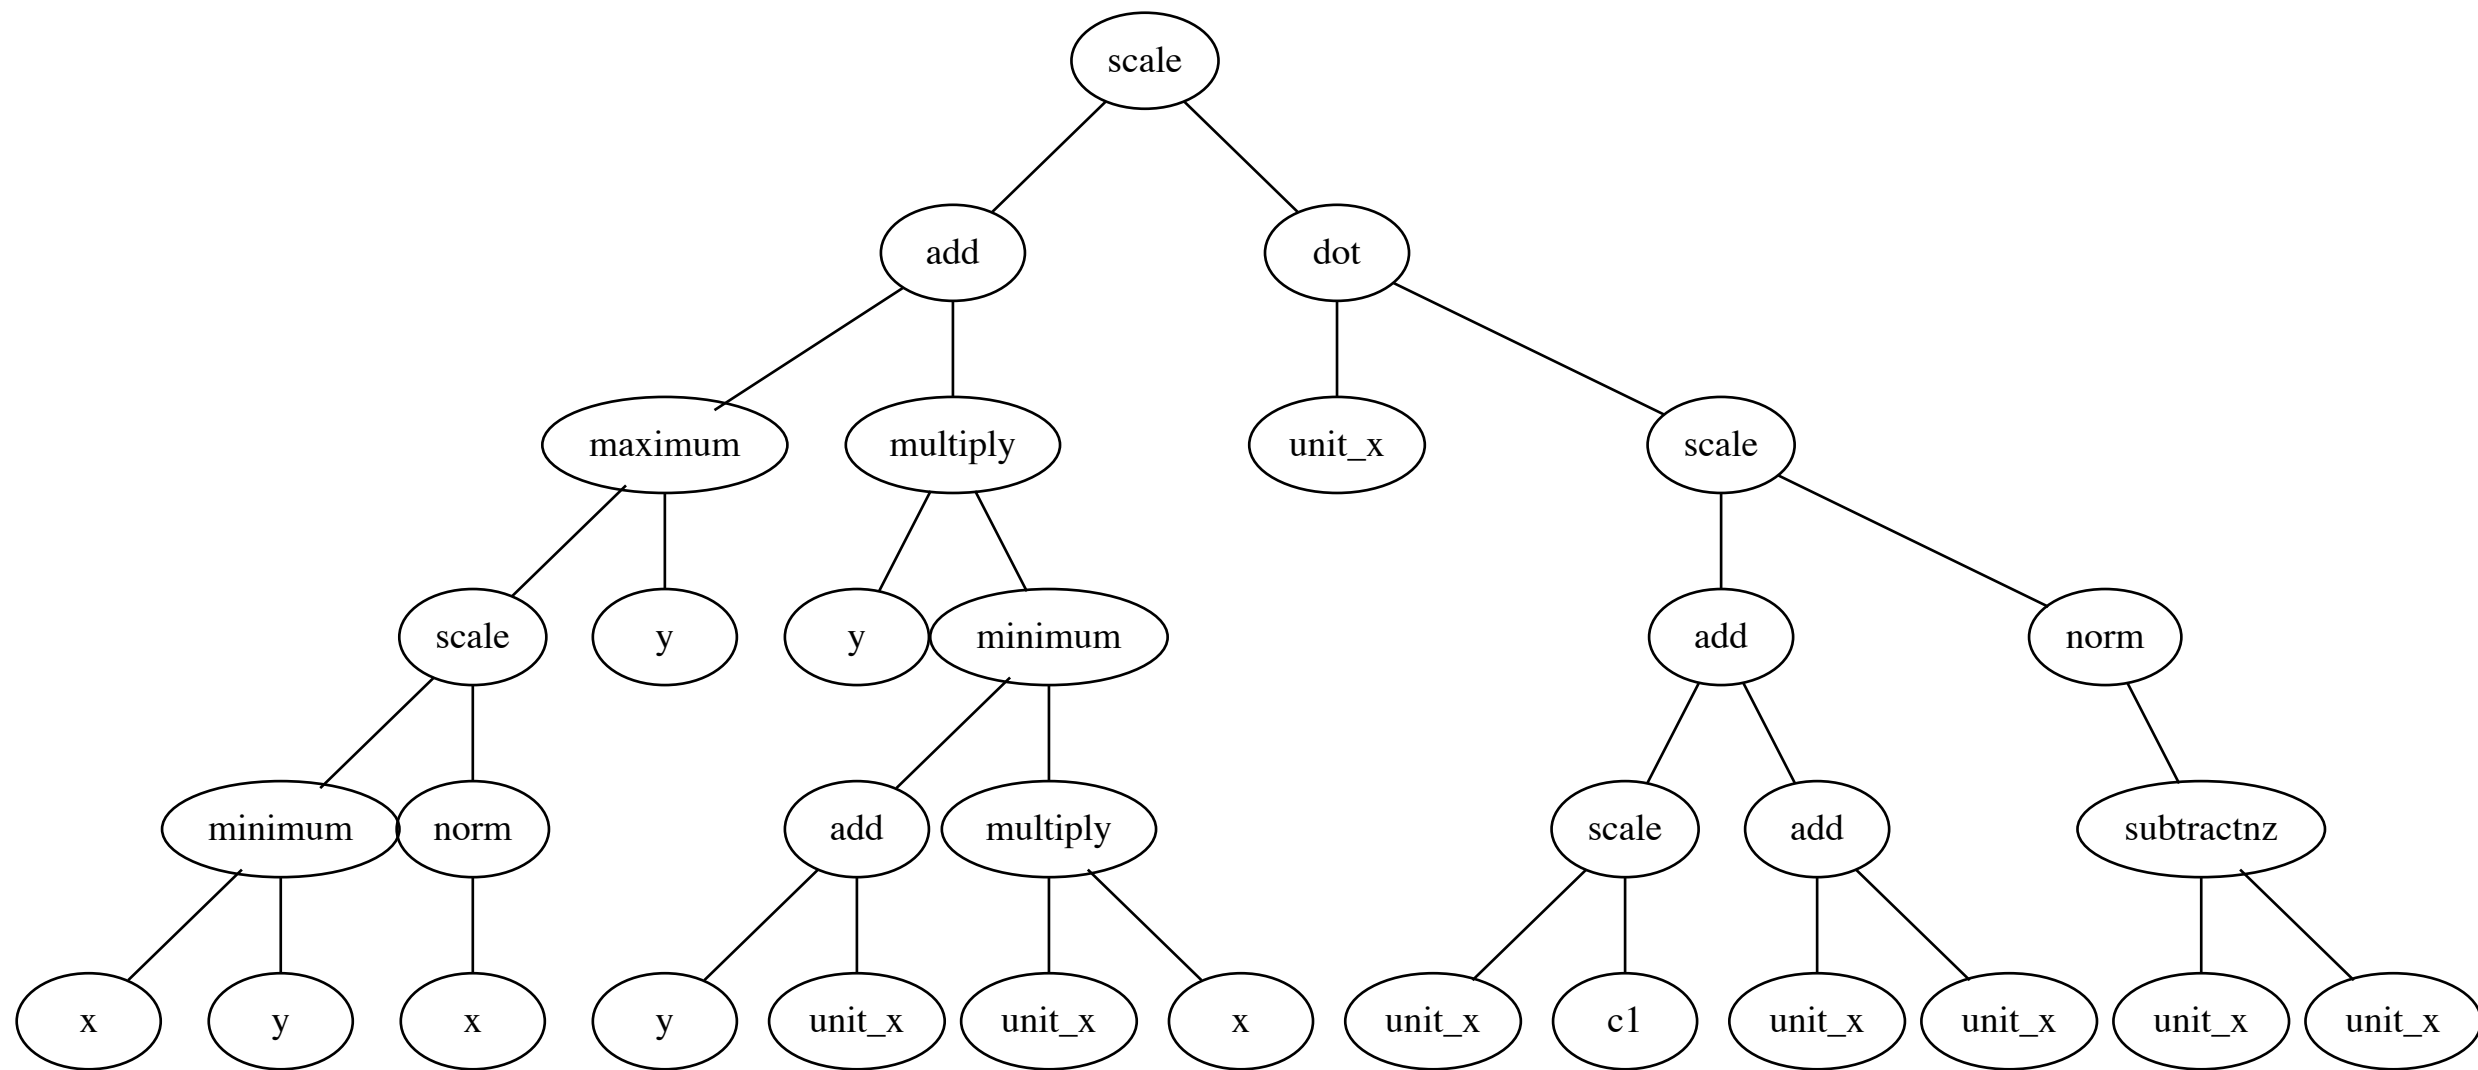 scale
add dot
maximum multiply unit_x scale
scale y y minimum add norm
minimum norm add multiply scale add subtractnz
x y x y unit_x unit_x x unit_x c1 unit_x unit_x unit_x unit_x